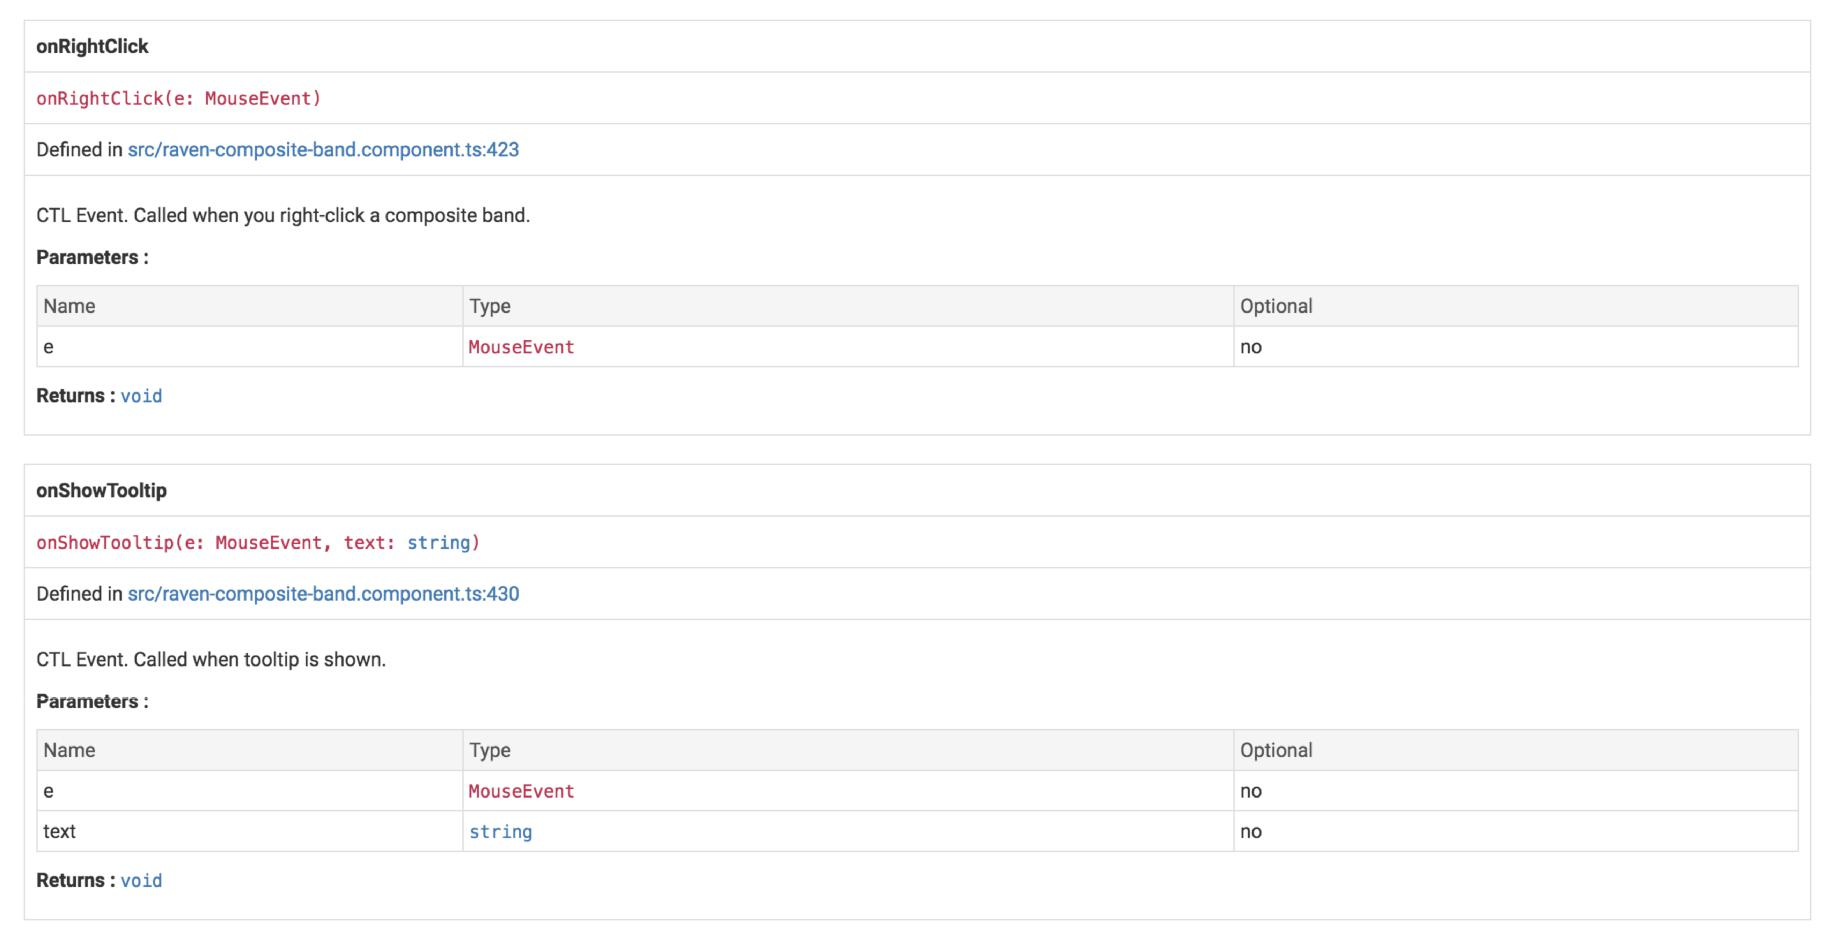 onRightClick
onRightClick(e: MouseEvent)
Defined in src/raven-composite-band.component.ts:423
CTL Event. Called when you right-click a composite band.
Parameters :
Name Type Optional
e MouseEvent no
Returns : void
onShowTooltip
onShowTooltip(e: MouseEvent, text: string)
Defined in src/raven-composite-band.component.ts:430
CTL Event. Called when tooltip is shown.
Parameters :
Name Type Optional
e MouseEvent no
text string no
Returns : void